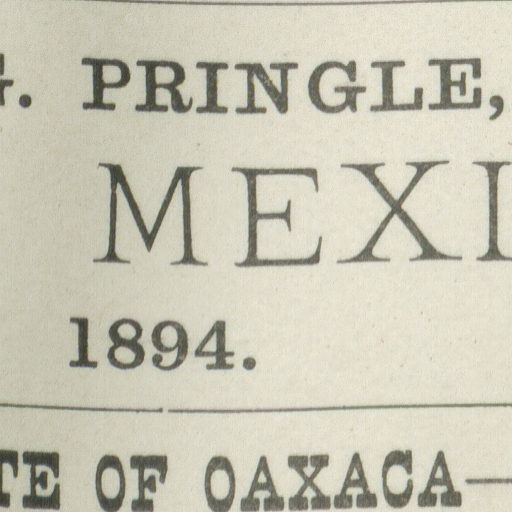 G. PRINGLE,
MEXI
1894.
TE OF OAXACA—